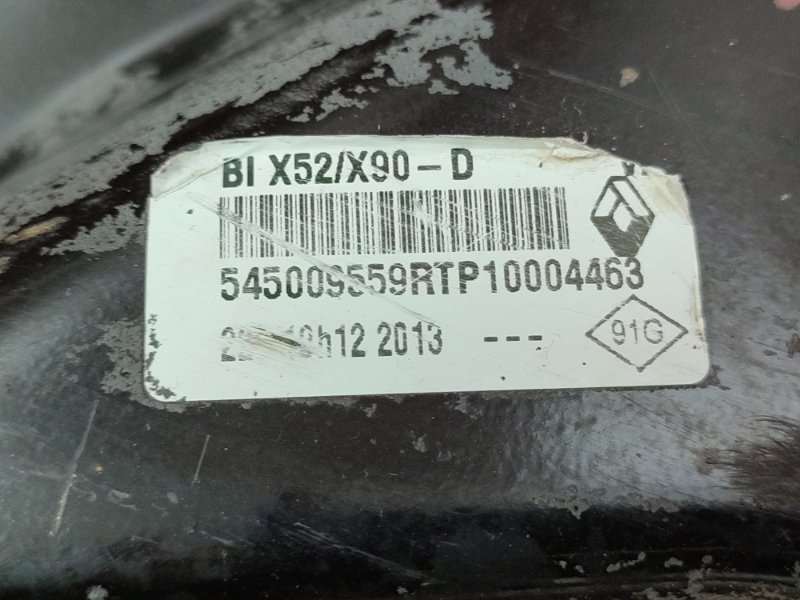 BI X52/X90 - D
545009559RTP10004463
2013 ---
91G